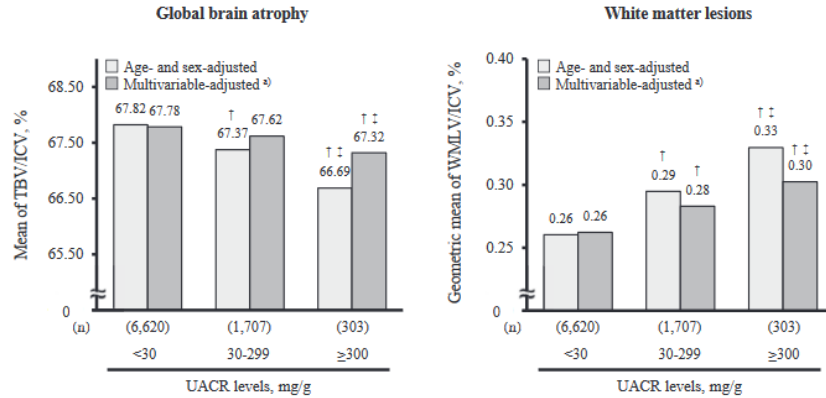 Global brain atrophy
Mean of TBV/ICV, %
68.50
67.50
66.50
65.50
0
Age- and sex-adjusted
Multivariable-adjusted a)
67.82 67.78
†
67.37
67.62
† ‡
66.69
† ‡
67.32
(n) (6,620) (1,707) (303)
<30 30-299 ≥300
UACR levels, mg/g
White matter lesions
Geometric mean of WMLV/ICV, %
0.40
0.35
0.30
0.25
0
Age- and sex-adjusted
Multivariable-adjusted a)
0.26 0.26
†
0.29
†
0.28
† ‡
0.33
† ‡
0.30
(n) (6,620) (1,707) (303)
<30 30-299 ≥300
UACR levels, mg/g